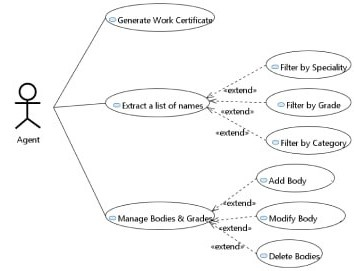 Generate Work Certificate
Filter by Speciality
«extend»
Extract a list of names
«extend»
Filter by Grade
«extend»
Filter by Category
Agent
Add Body
«extend»
Manage Bodies & Grades
«extend»
Modify Body
«extend»
Delete Bodies